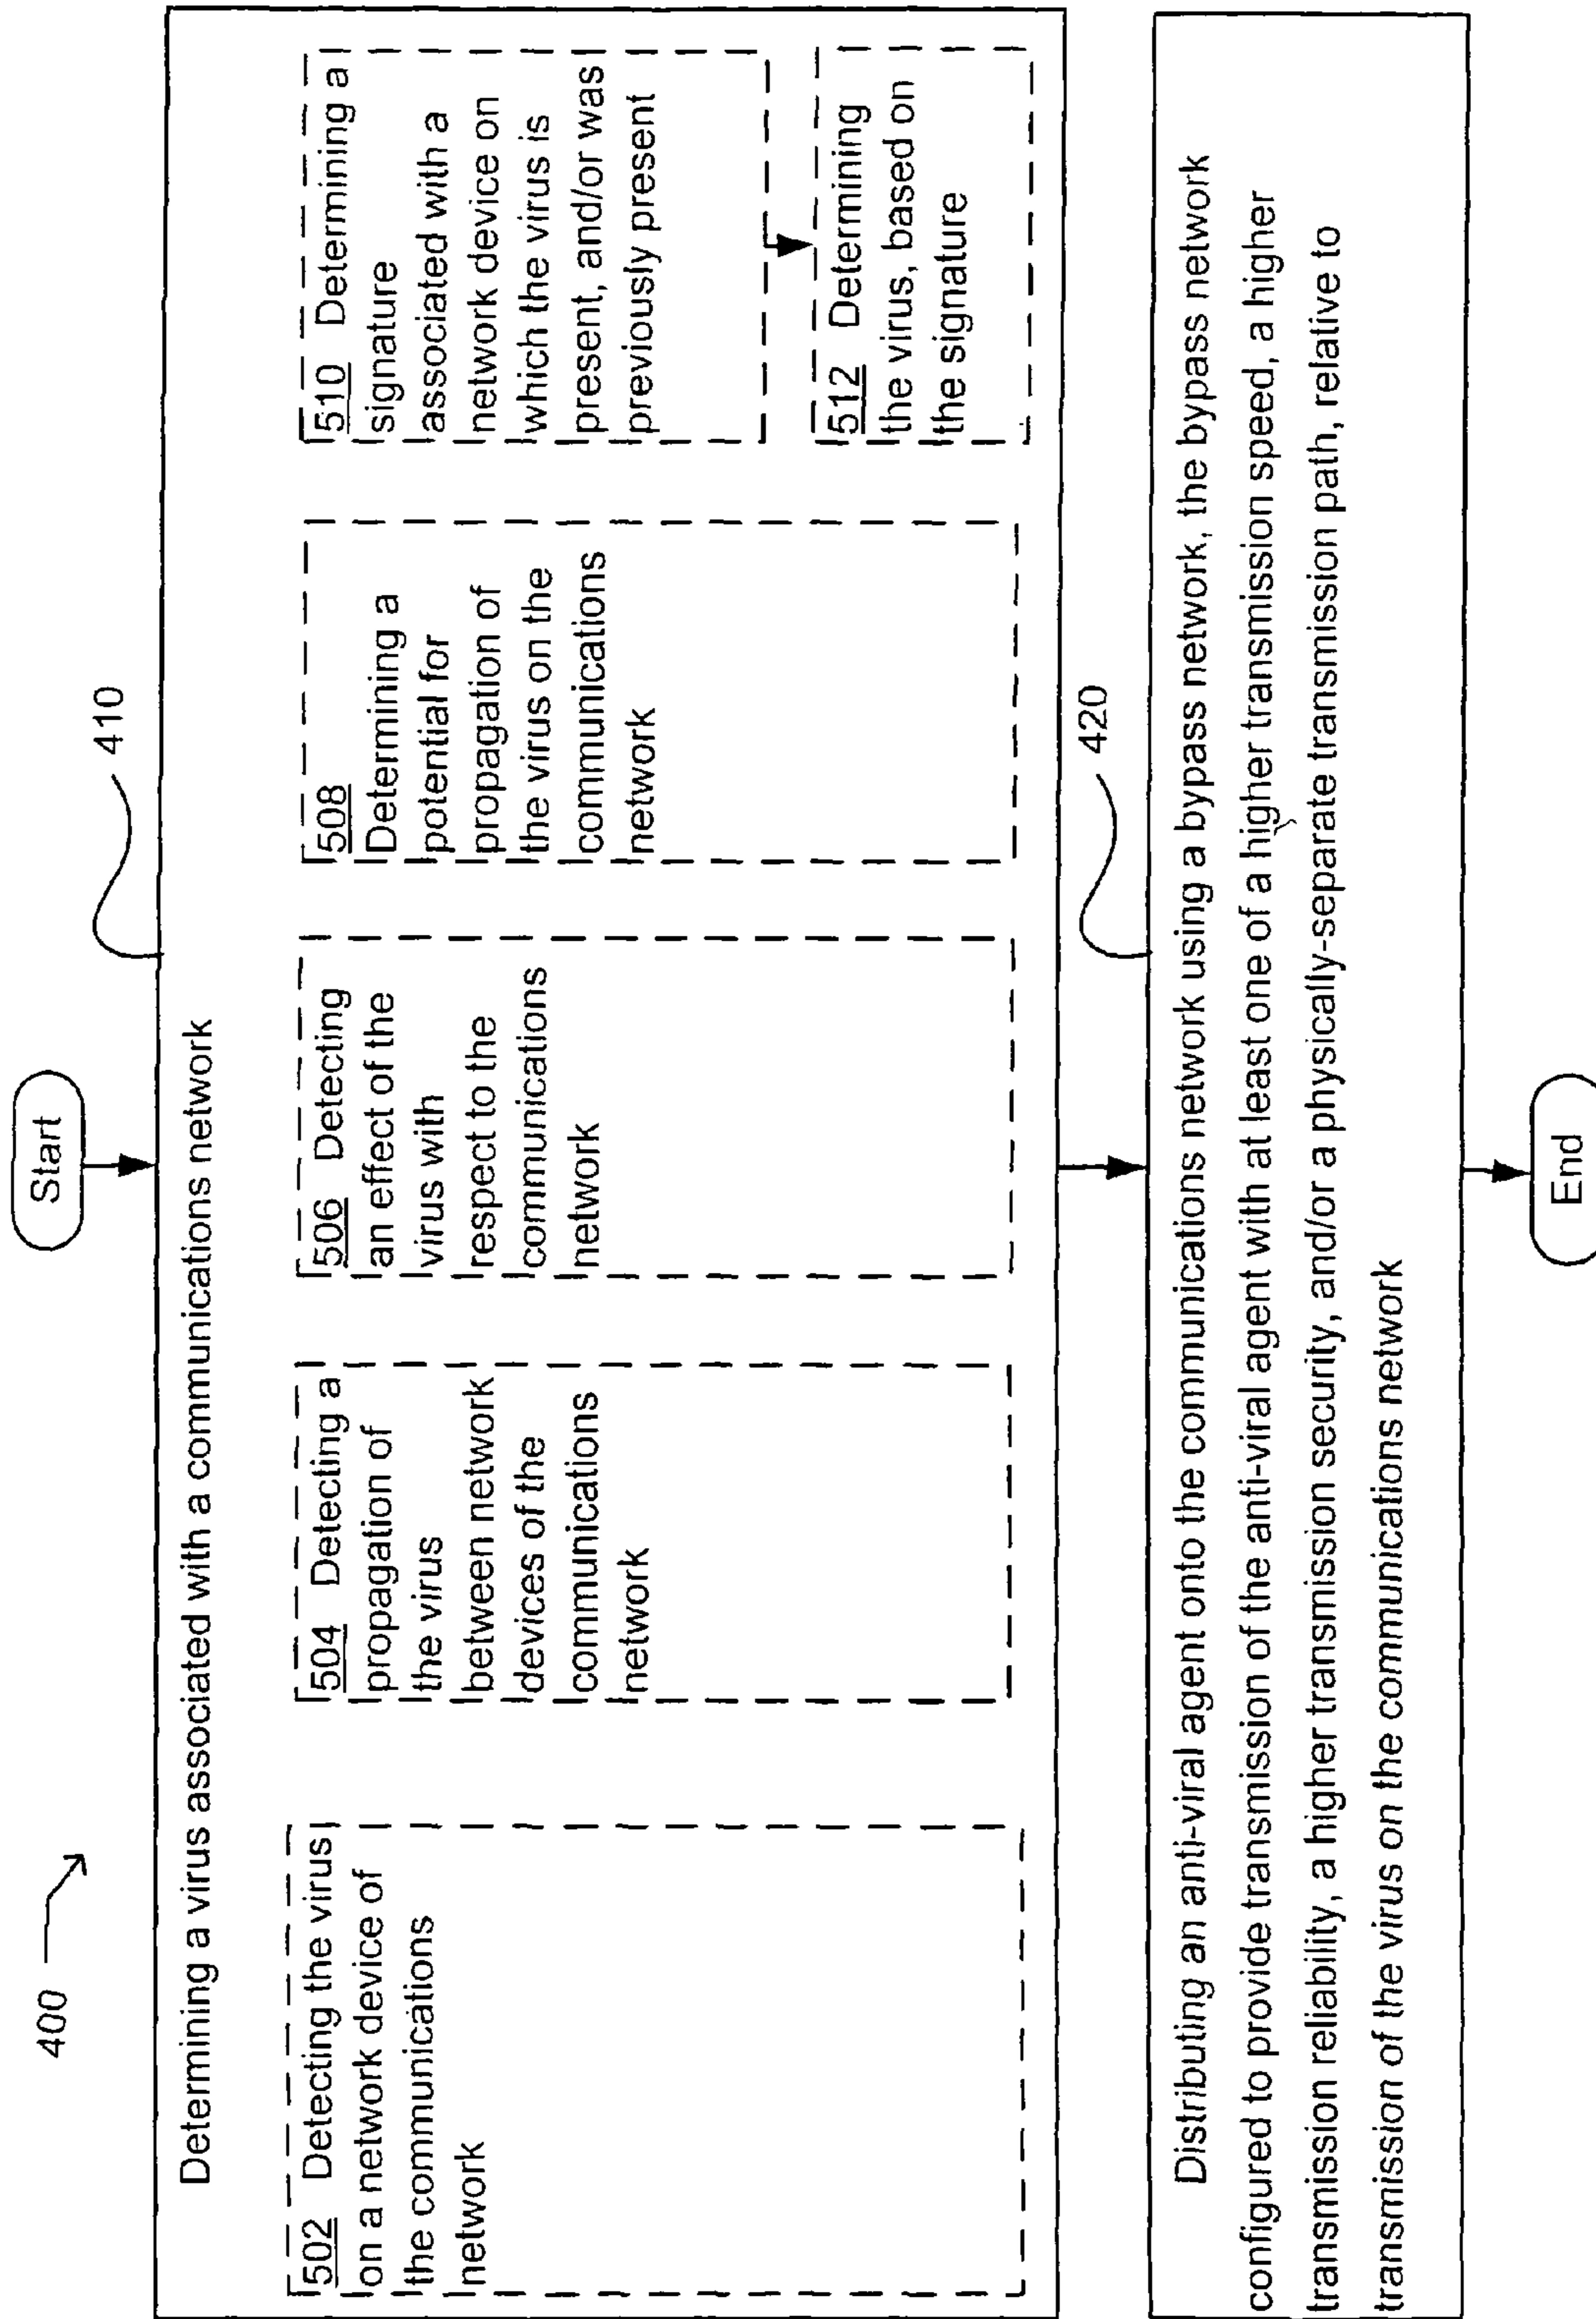 400
Start
410
Determining a virus associated with a communications network
502 Detecting the virus
on a network device of
the communications
network
504 Detecting a
propagation of
the virus
between network
devices of the
communications
network
506 Detecting
an effect of the
virus with
respect to the
communications
network
508
Determining a
potential for
propagation of
the virus on the
communications
network
510 Determining a
signature
associated with a
network device on
which the virus is
present, and/or was
previously present
512 Determining
the virus, based on
the signature
420
Distributing an anti-viral agent onto the communications network using a bypass network, the bypass network
configured to provide transmission of the anti-viral agent with at least one of a higher transmission speed, a higher
transmission reliability, a higher transmission security, and/or a physically-separate transmission path, relative to
transmission of the virus on the communications network
End